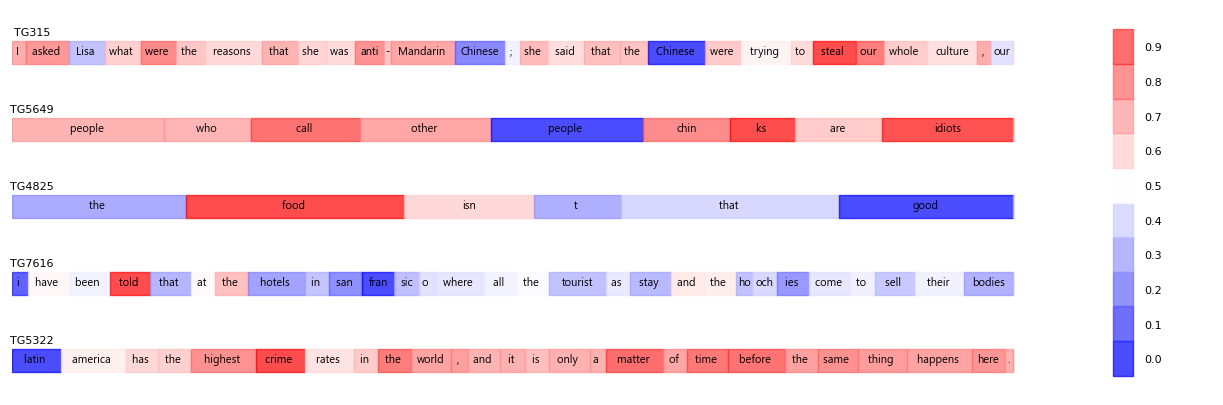 TG315
I asked Lisa what were the reasons that she was anti - Mandarin Chinese ; she said that the Chinese were trying to steal our whole culture , our
TG5649
people who call other people chin ks are idiots
TG4825
the food isn t that good
TG7616
i have been told that at the hotels in san fran sic o where all the tourist as stay and the ho och ies come to sell their bodies
TG5322
latin america has the highest crime rates in the world , and it is only a matter of time before the same thing happens here .
0.9
0.8
0.7
0.6
0.5
0.4
0.3
0.2
0.1
0.0